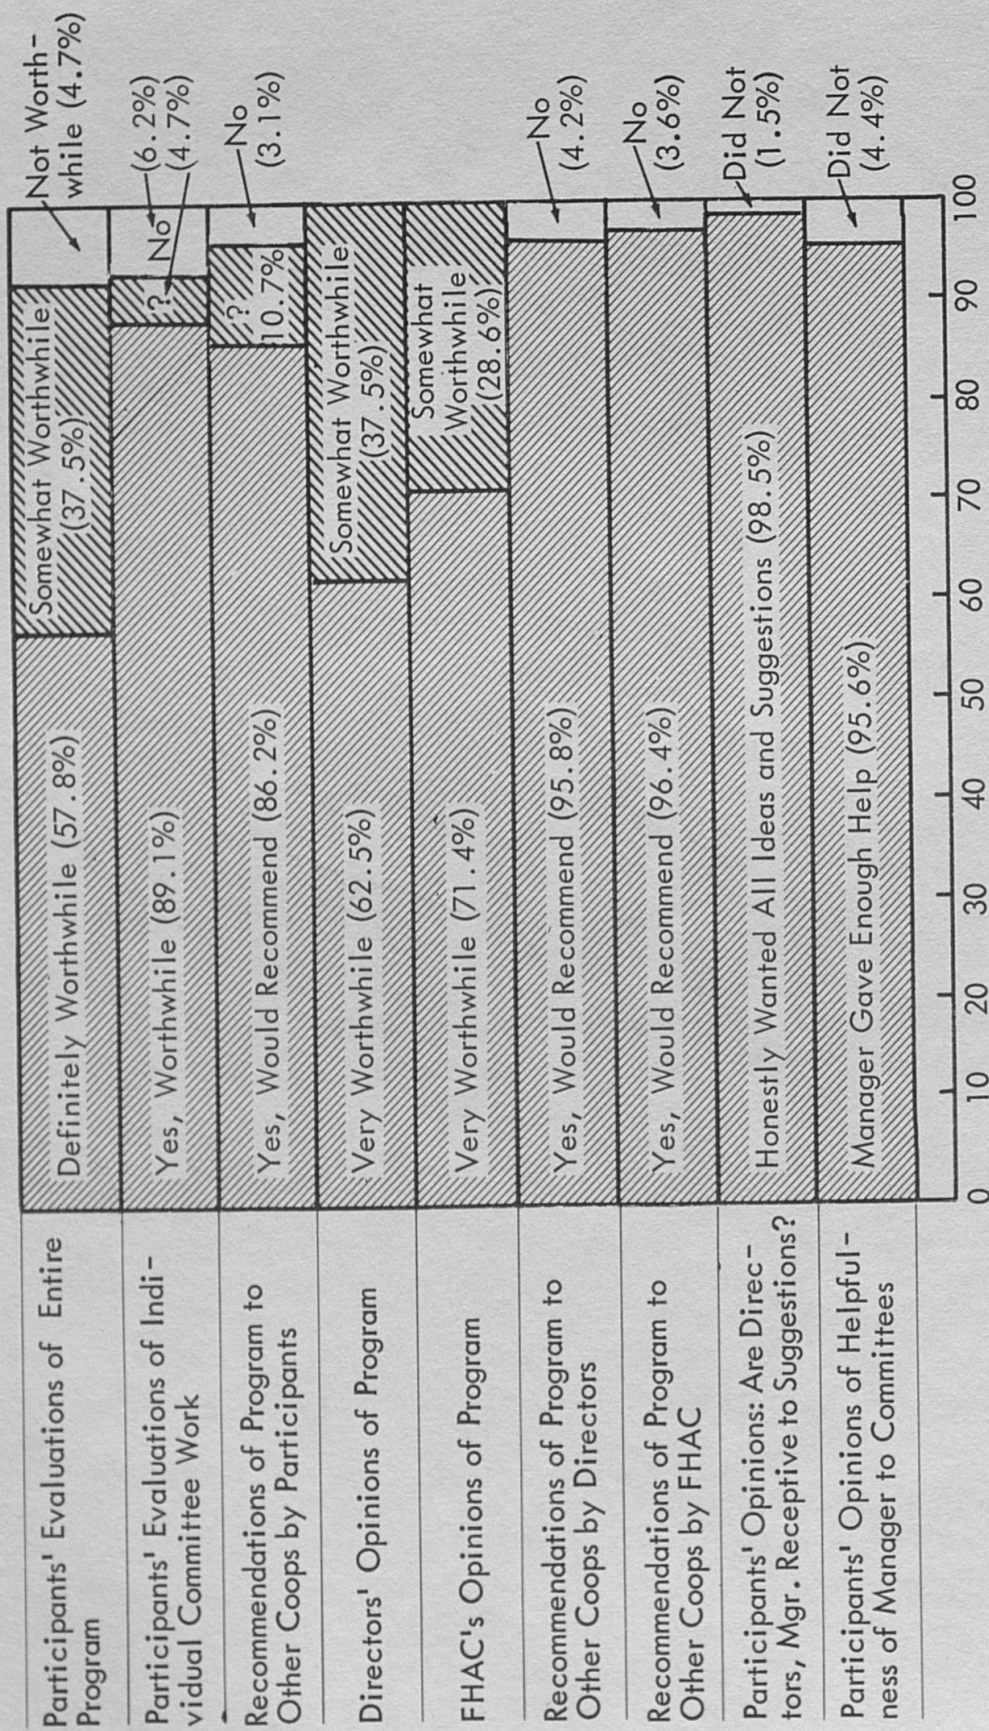 Participants' Evaluations of Entire
Program
Definitely Worthwhile (57.8%)
Somewhat Worthwhile
(37.5%)
Not Worth-
while (4.7%)
Participants' Evaluations of Indi-
vidual Committee Work
Yes, Worthwhile (89.1%)
?
No
(6.2%)
(4.7%)
Recommendations of Program to
Other Coops by Participants
Yes, Would Recommend (86.2%)
?
10.7%
No
(3.1%)
Directors' Opinions of Program
Very Worthwhile (62.5%)
Somewhat Worthwhile
(37.5%)
FHAC's Opinions of Program
Very Worthwhile (71.4%)
Somewhat
Worthwhile
(28.6%)
Recommendations of Program to
Other Coops by Directors
Yes, Would Recommend (95.8%)
No
(4.2%)
Recommendations of Program to
Other Coops by FHAC
Yes, Would Recommend (96.4%)
No
(3.6%)
Participants' Opinions: Are Direc-
tors, Mgr. Receptive to Suggestions?
Honestly Wanted All Ideas and Suggestions (98.5%)
Did Not
(1.5%)
Participants' Opinions of Helpful-
ness of Manager to Committees
Manager Gave Enough Help (95.6%)
Did Not
(4.4%)
0 10 20 30 40 50 60 70 80 90 100